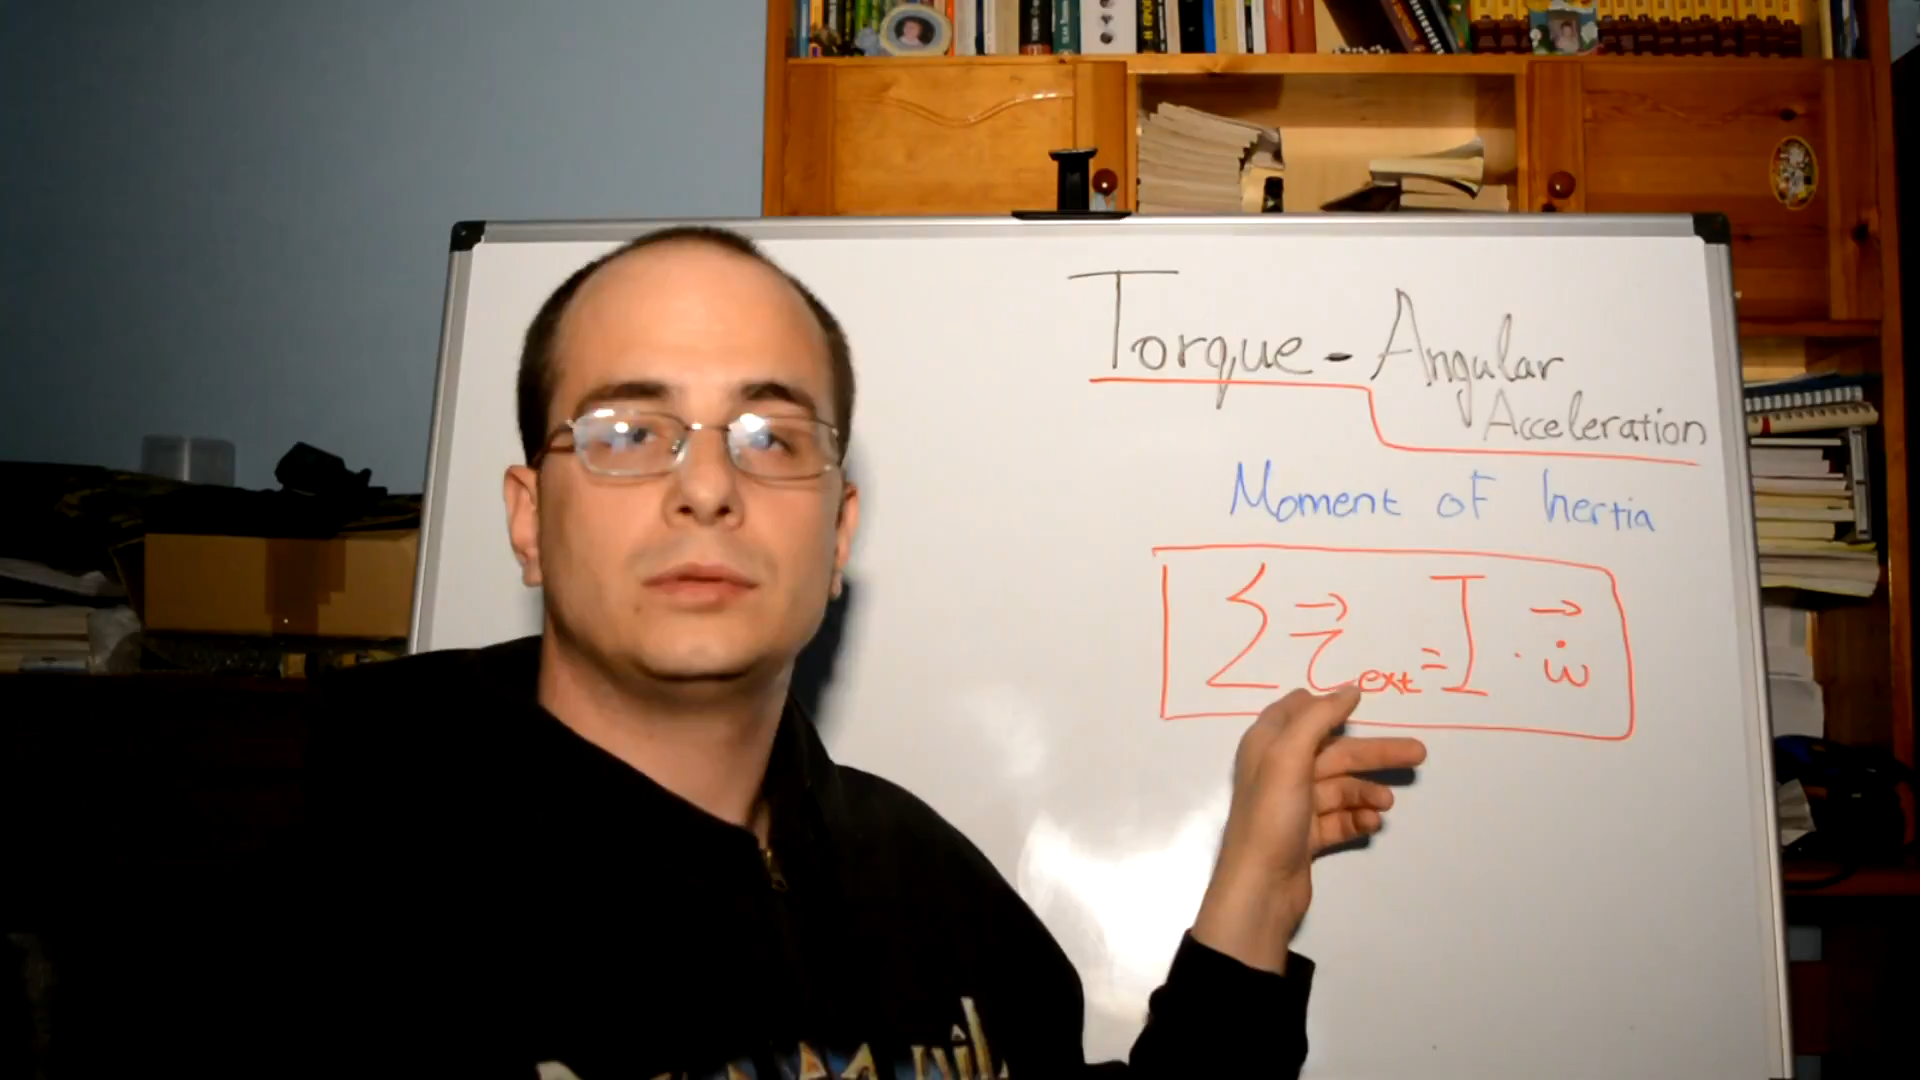 Torque - Angular
Acceleration
Moment of Inertia
∑ τ⃗ext = I · ω̇⃗